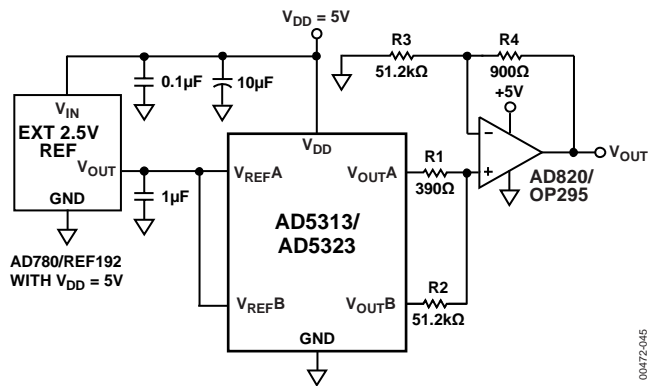 V_DD = 5V
R3
51.2kΩ
R4
900Ω
0.1µF
10µF
+5V
V_IN
EXT 2.5V
REF
V_OUT
GND
1µF
AD780/REF192
WITH V_DD = 5V
V_DD
V_REFA
V_OUTA
R1
390Ω
AD5313/
AD5323
V_REFB
V_OUTB
R2
51.2kΩ
GND
−
+
V_OUT
AD820/
OP295
00472-045